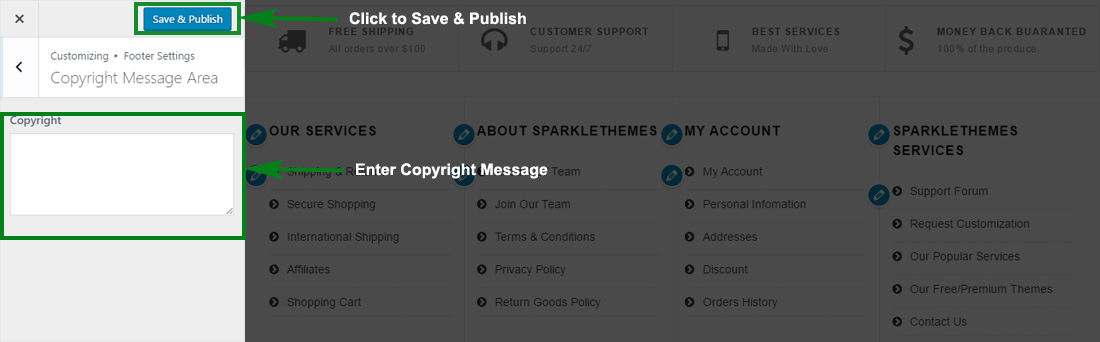 Save & Publish
Click to Save & Publish
Customizing ▸ Footer Settings
Copyright Message Area
Copyright
Enter Copyright Message
FREE SHIPPING
All orders over $100
CUSTOMER SUPPORT
Support 24/7
BEST SERVICES
Made With Love
MONEY BACK BUARANTED
100% of the produce
OUR SERVICES
Shipping & R
Secure Shopping
International Shipping
Affiliates
Shopping Cart
ABOUT SPARKLETHEMES
Team
Join Our Team
Terms & Conditions
Privacy Policy
Return Goods Policy
MY ACCOUNT
My Account
Personal Infomation
Addresses
Discount
Orders History
SPARKLETHEMES
SERVICES
Support Forum
Request Customization
Our Popular Services
Our Free/Premium Themes
Contact Us